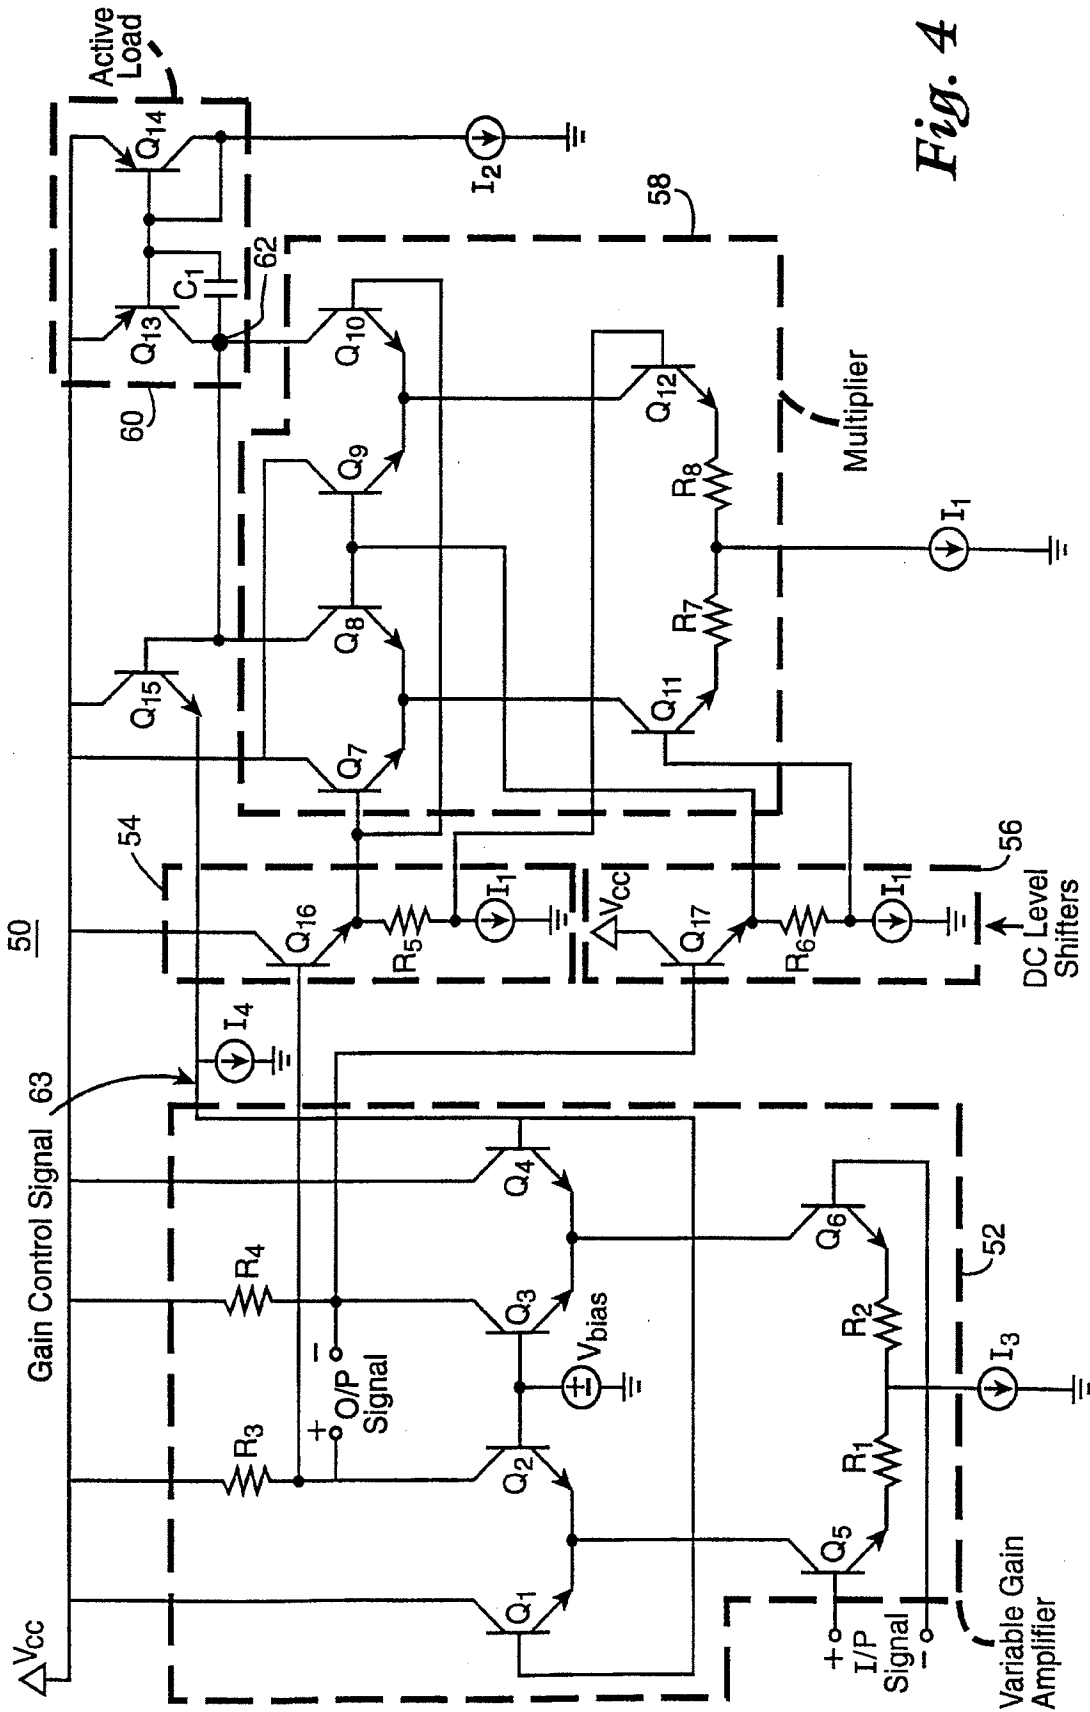 50
Vcc
Gain Control Signal 63
I4
54
Q15
60
Active
Load
Q13
Q14
C1
62
I2
R3
R4
+
-
O/P
Signal
Q1
Q2
Q3
Q4
Vbias
Q5
Q6
R1
R2
+
I/P
Signal
-
I3
52
Variable Gain
Amplifier
Q16
R5
I1
Vcc
Q17
R6
I1
56
DC Level
Shifters
Q7
Q8
Q9
Q10
Q11
Q12
R7
R8
58
Multiplier
I1
Fig. 4